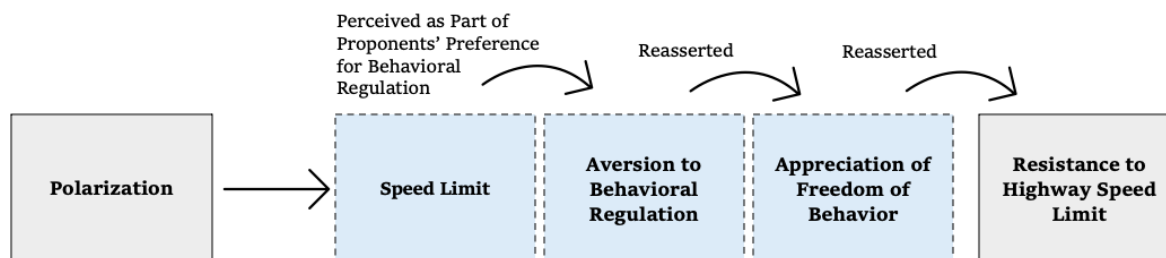 Perceived as Part of
Proponents’ Preference
for Behavioral
Regulation
Reasserted
Reasserted
Polarization
Speed Limit
Aversion to
Behavioral
Regulation
Appreciation of
Freedom of
Behavior
Resistance to
Highway Speed
Limit